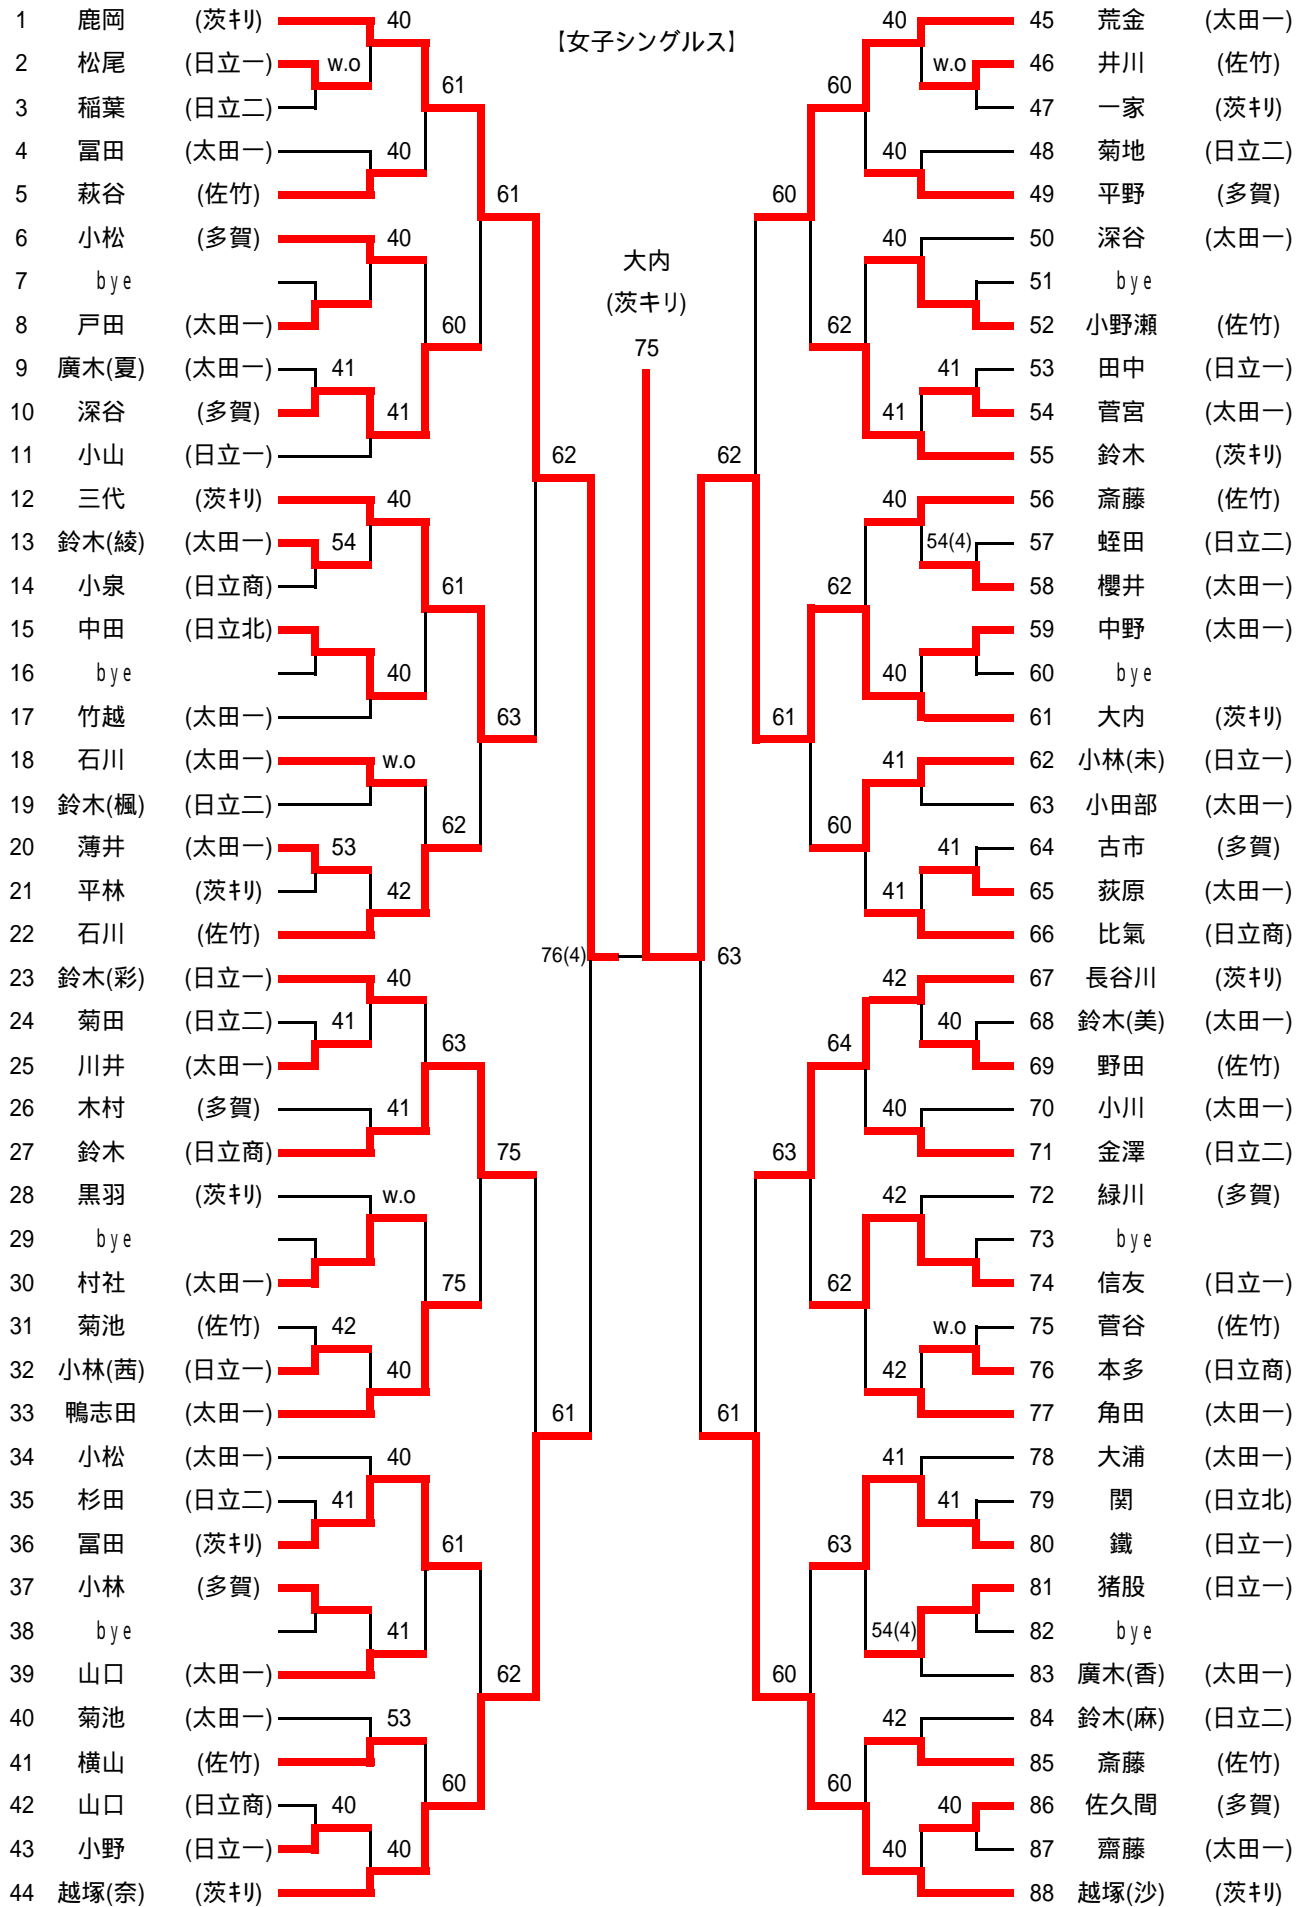 【女子シングルス】
1 鹿岡 (茨キリ)
2 松尾 (日立一)
3 稲葉 (日立二)
4 冨田 (太田一)
5 萩谷 (佐竹)
6 小松 (多賀)
7 bye
8 戸田 (太田一)
9 廣木(夏) (太田一)
10 深谷 (多賀)
11 小山 (日立一)
12 三代 (茨キリ)
13 鈴木(綾) (太田一)
14 小泉 (日立商)
15 中田 (日立北)
16 bye
17 竹越 (太田一)
18 石川 (太田一)
19 鈴木(楓) (日立二)
20 薄井 (太田一)
21 平林 (茨キリ)
22 石川 (佐竹)
23 鈴木(彩) (日立一)
24 菊田 (日立二)
25 川井 (太田一)
26 木村 (多賀)
27 鈴木 (日立商)
28 黒羽 (茨キリ)
29 bye
30 村社 (太田一)
31 菊池 (佐竹)
32 小林(茜) (日立一)
33 鴨志田 (太田一)
34 小松 (太田一)
35 杉田 (日立二)
36 冨田 (茨キリ)
37 小林 (多賀)
38 bye
39 山口 (太田一)
40 菊池 (太田一)
41 横山 (佐竹)
42 山口 (日立商)
43 小野 (日立一)
44 越塚(奈) (茨キリ)
w.o
41
54
53
41
42
41
40
40
40
40
41
40
40
w.o
42
40
41
w.o
40
40
41
53
40
61
60
61
62
63
75
61
60
61
63
75
62
62
61
76(4)
大内
(茨キリ)
75
63
62
61
60
61
63
60
60
62
62
60
64
62
63
60
40
40
40
41
40
40
41
41
42
40
42
42
41
54(4)
42
40
w.o
41
54(4)
41
40
w.o
41
40
45 荒金 (太田一)
46 井川 (佐竹)
47 一家 (茨キリ)
48 菊地 (日立二)
49 平野 (多賀)
50 深谷 (太田一)
51 bye
52 小野瀬 (佐竹)
53 田中 (日立一)
54 菅宮 (太田一)
55 鈴木 (茨キリ)
56 斎藤 (佐竹)
57 蛭田 (日立二)
58 櫻井 (太田一)
59 中野 (太田一)
60 bye
61 大内 (茨キリ)
62 小林(未) (日立一)
63 小田部 (太田一)
64 古市 (多賀)
65 荻原 (太田一)
66 比氣 (日立商)
67 長谷川 (茨キリ)
68 鈴木(美) (太田一)
69 野田 (佐竹)
70 小川 (太田一)
71 金澤 (日立二)
72 緑川 (多賀)
73 bye
74 信友 (日立一)
75 菅谷 (佐竹)
76 本多 (日立商)
77 角田 (太田一)
78 大浦 (太田一)
79 関 (日立北)
80 鐵 (日立一)
81 猪股 (日立一)
82 bye
83 廣木(香) (太田一)
84 鈴木(麻) (日立二)
85 斎藤 (佐竹)
86 佐久間 (多賀)
87 齋藤 (太田一)
88 越塚(沙) (茨キリ)